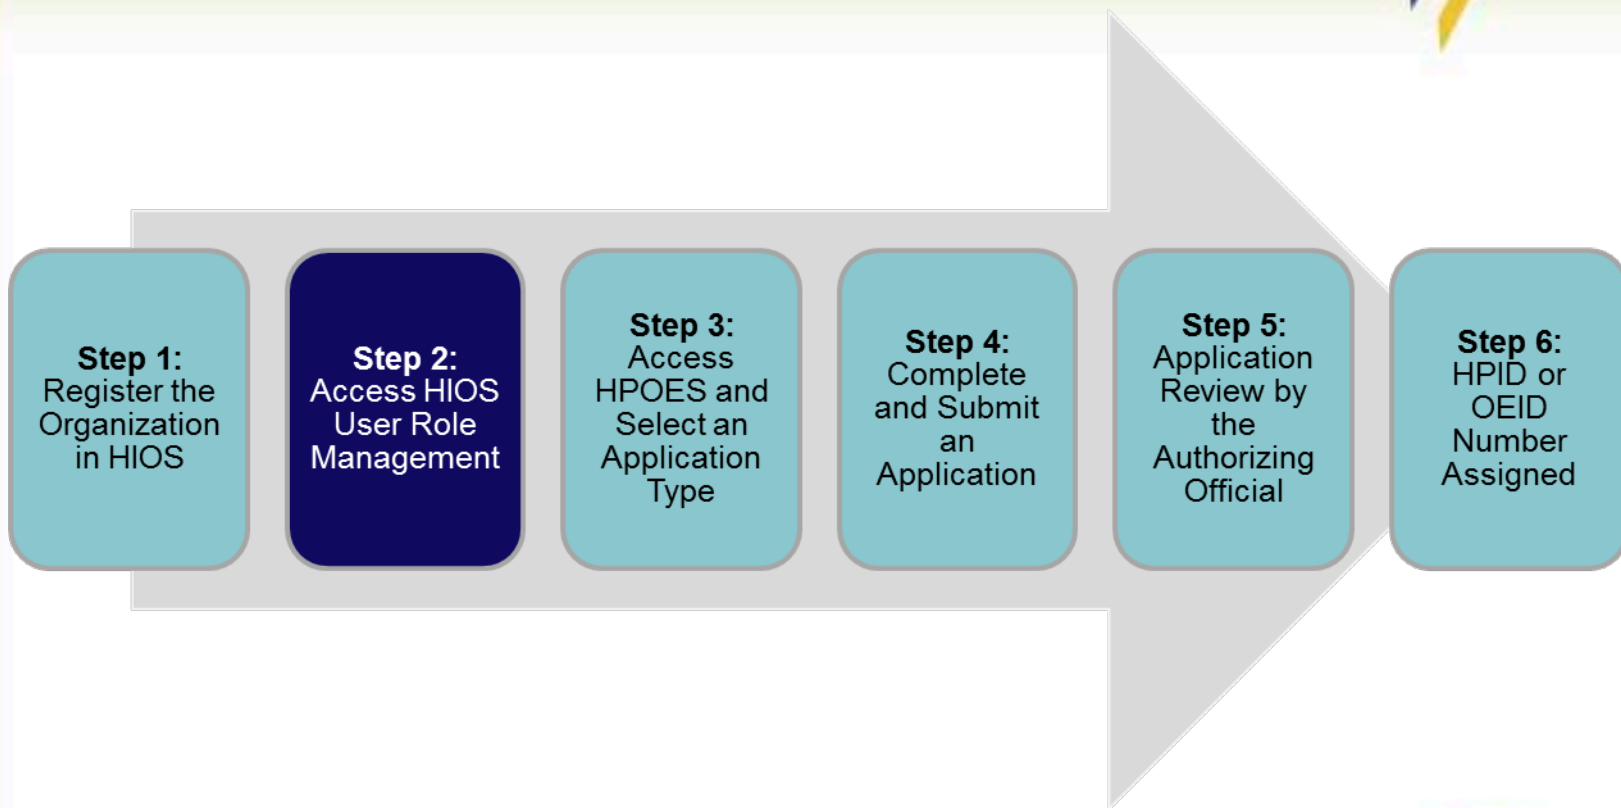 Step 1:
Register the
Organization
in HIOS
Step 2:
Access HIOS
User Role
Management
Step 3:
Access
HPOES and
Select an
Application
Type
Step 4:
Complete
and Submit
an
Application
Step 5:
Application
Review by
the
Authorizing
Official
Step 6:
HPID or
OEID
Number
Assigned